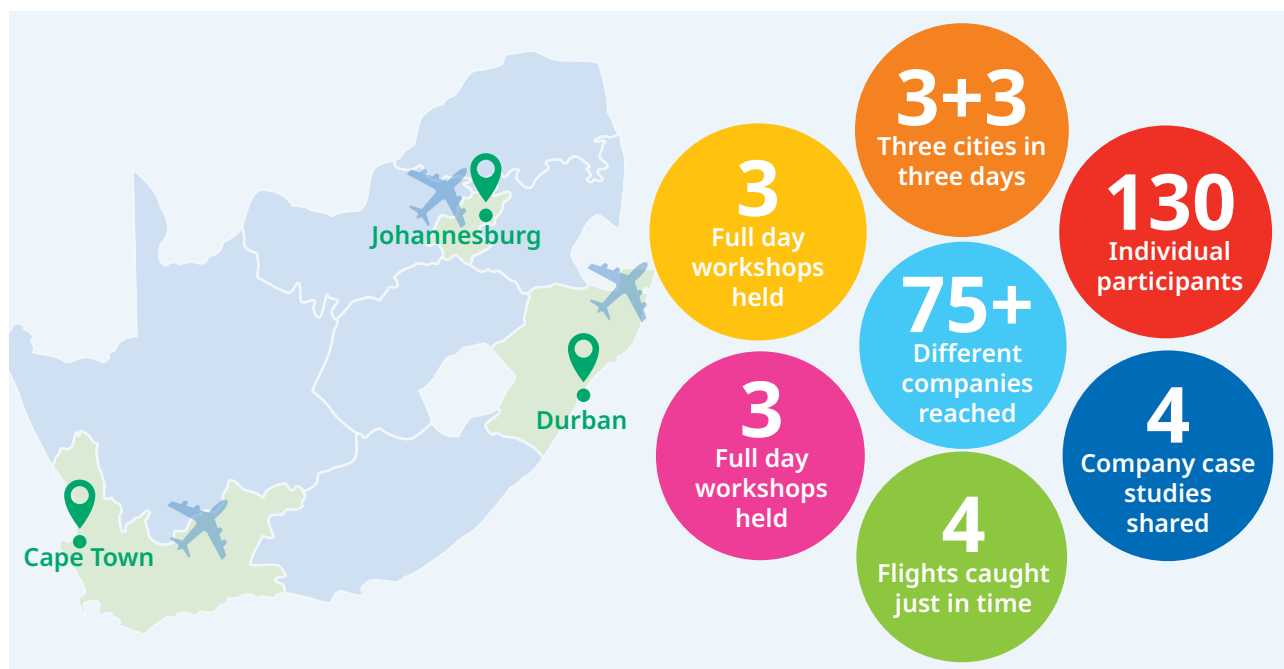 Johannesburg
Durban
Cape Town
3
Full day
workshops
held
3+3
Three cities in
three days
130
Individual
participants
75+
Different
companies
reached
3
Full day
workshops
held
4
Flights caught
just in time
4
Company case
studies
shared